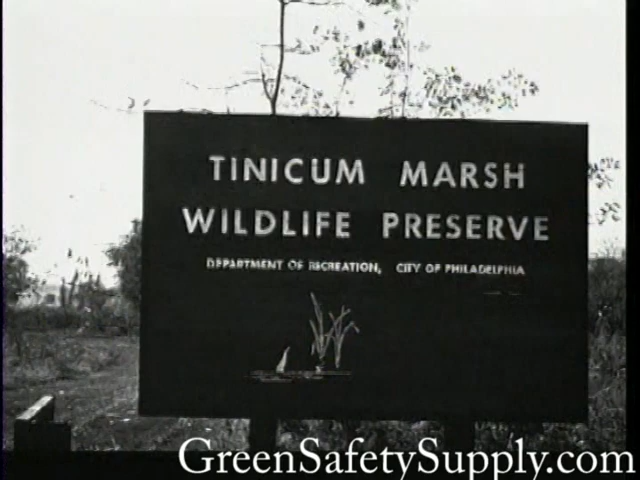 TINICUM MARSH
WILDLIFE PRESERVE
DEPARTMENT OF RECREATION, CITY OF PHILADELPHIA
GreenSafetySupply.com